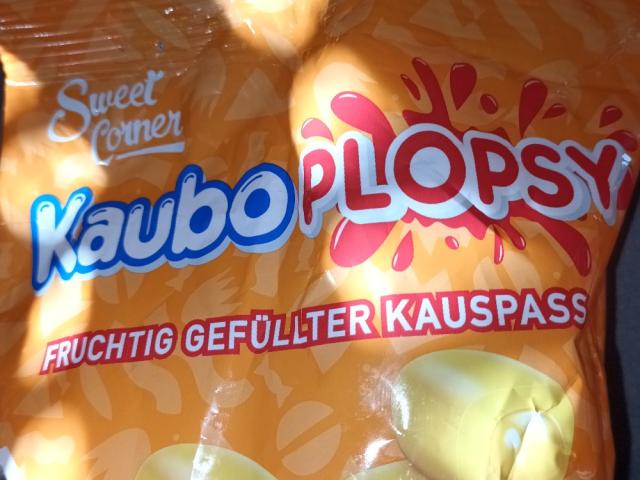 Sweet
Corner
Kaubo PLOPSY
FRUCHTIG GEFÜLLTER KAUSPASS